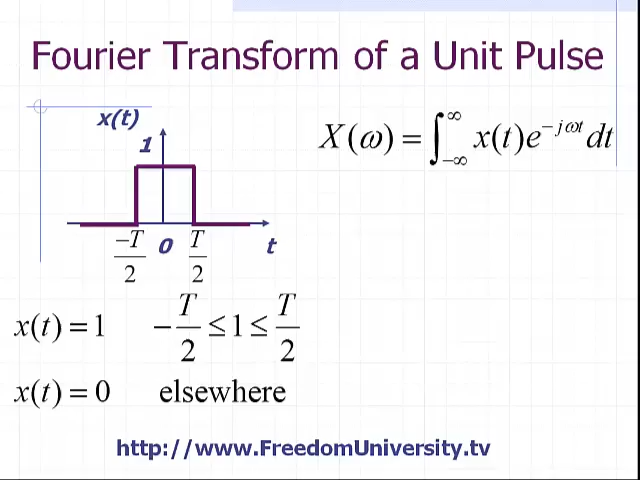 Fourier Transform of a Unit Pulse
x(t)
1
X(ω) = ∫_{−∞}^{∞} x(t)e^{−jωt} dt
−T/2 0 T/2 t
x(t) = 1 −T/2 ≤ 1 ≤ T/2
x(t) = 0 elsewhere
http://www.FreedomUniversity.tv